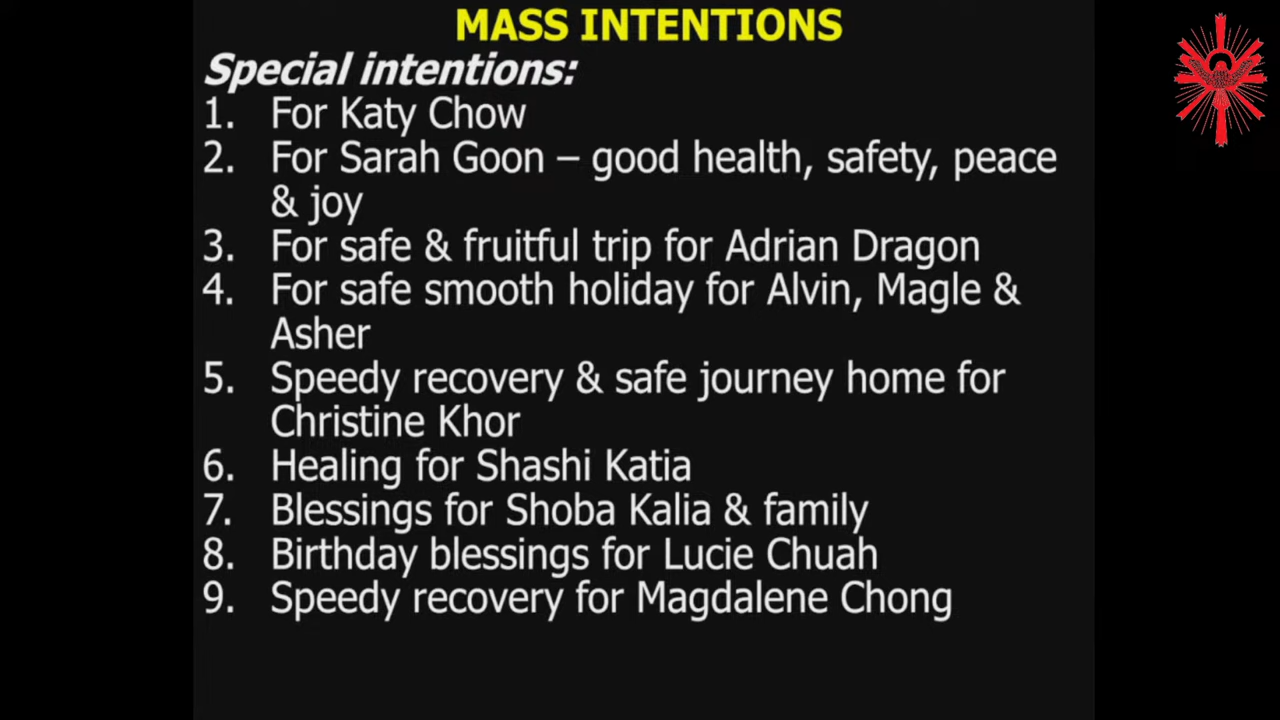 MASS INTENTIONS
Special intentions:
1. For Katy Chow
2. For Sarah Goon – good health, safety, peace
& joy
3. For safe & fruitful trip for Adrian Dragon
4. For safe smooth holiday for Alvin, Magle &
Asher
5. Speedy recovery & safe journey home for
Christine Khor
6. Healing for Shashi Katia
7. Blessings for Shoba Kalia & family
8. Birthday blessings for Lucie Chuah
9. Speedy recovery for Magdalene Chong